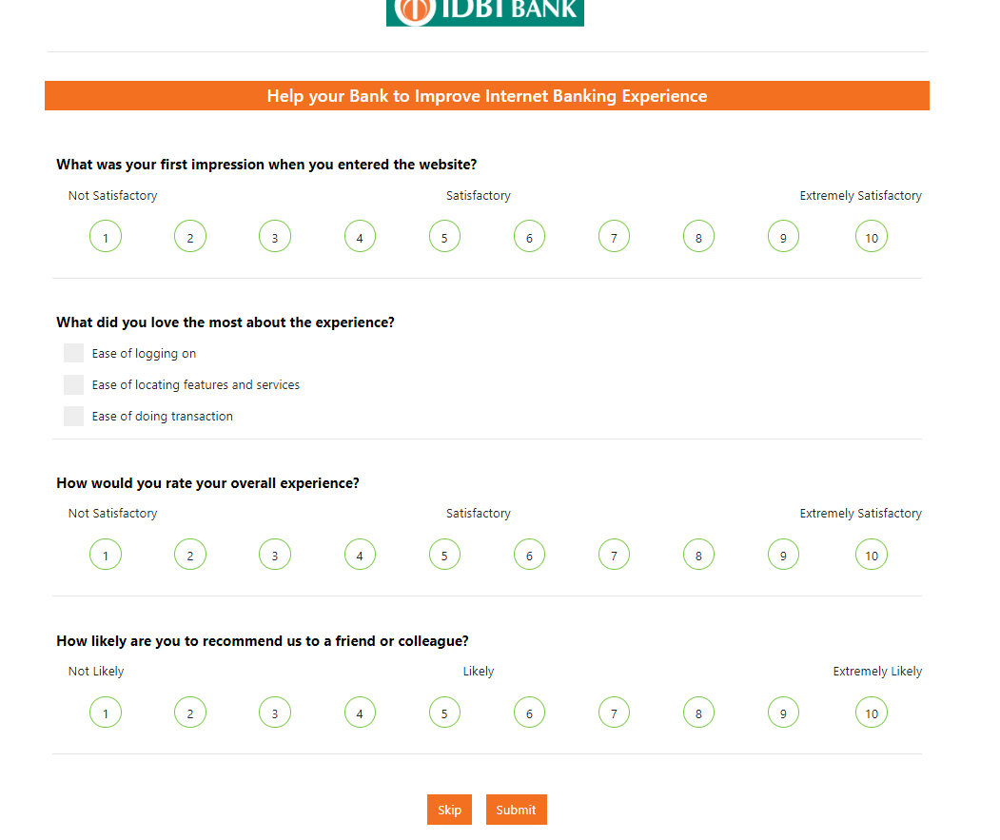 IDBI BANK
Help your Bank to Improve Internet Banking Experience
What was your first impression when you entered the website?
Not Satisfactory Satisfactory Extremely Satisfactory
1 2 3 4 5 6 7 8 9 10
What did you love the most about the experience?
Ease of logging on
Ease of locating features and services
Ease of doing transaction
How would you rate your overall experience?
Not Satisfactory Satisfactory Extremely Satisfactory
1 2 3 4 5 6 7 8 9 10
How likely are you to recommend us to a friend or colleague?
Not Likely Likely Extremely Likely
1 2 3 4 5 6 7 8 9 10
Skip Submit